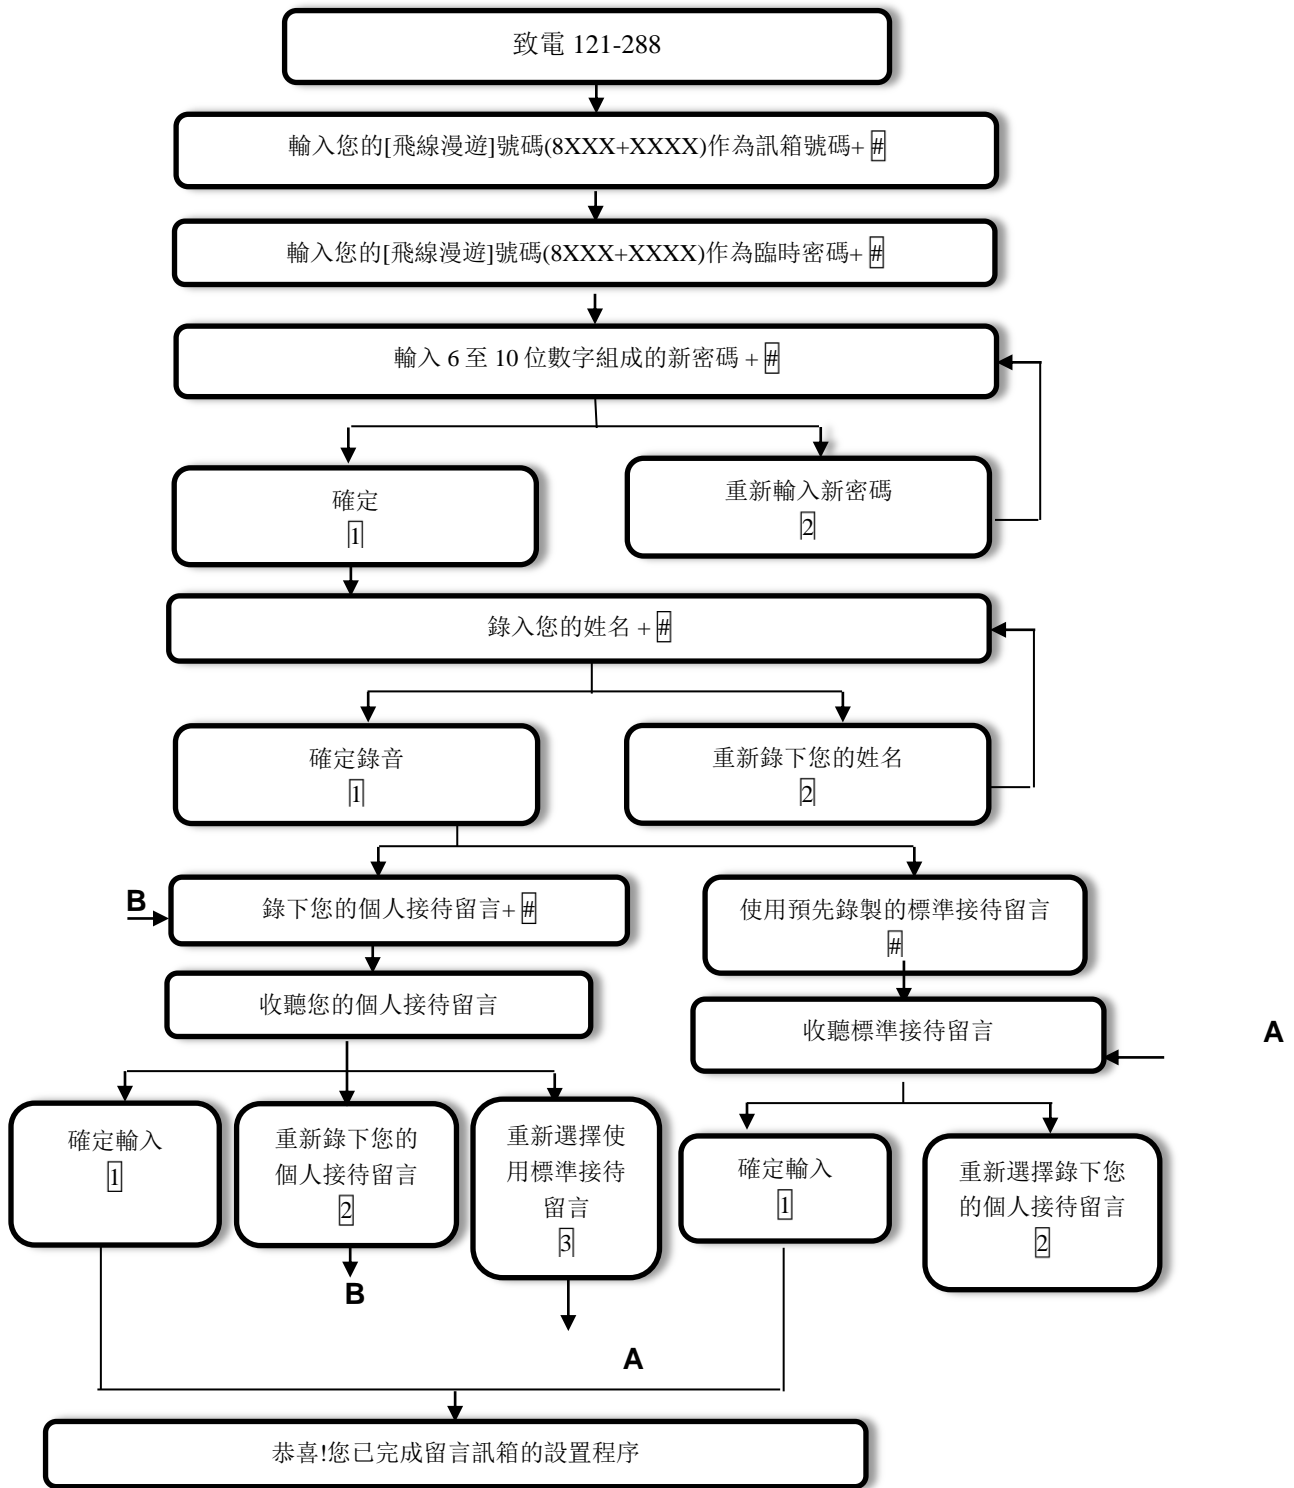 致電 121-288
輸入您的[飛線漫遊]號碼(8XXX+XXXX)作為訊箱號碼+ #
輸入您的[飛線漫遊]號碼(8XXX+XXXX)作為臨時密碼+ #
輸入 6 至 10 位數字組成的新密碼 + #
確定
1
重新輸入新密碼
2
錄入您的姓名 + #
確定錄音
1
重新錄下您的姓名
2
B
錄下您的個人接待留言+ #
使用預先錄製的標準接待留言
#
收聽您的個人接待留言
收聽標準接待留言
A
確定輸入
1
重新錄下您的
個人接待留言
2
重新選擇使
用標準接待
留言
3
確定輸入
1
重新選擇錄下您
的個人接待留言
2
B
A
恭喜!您已完成留言訊箱的設置程序